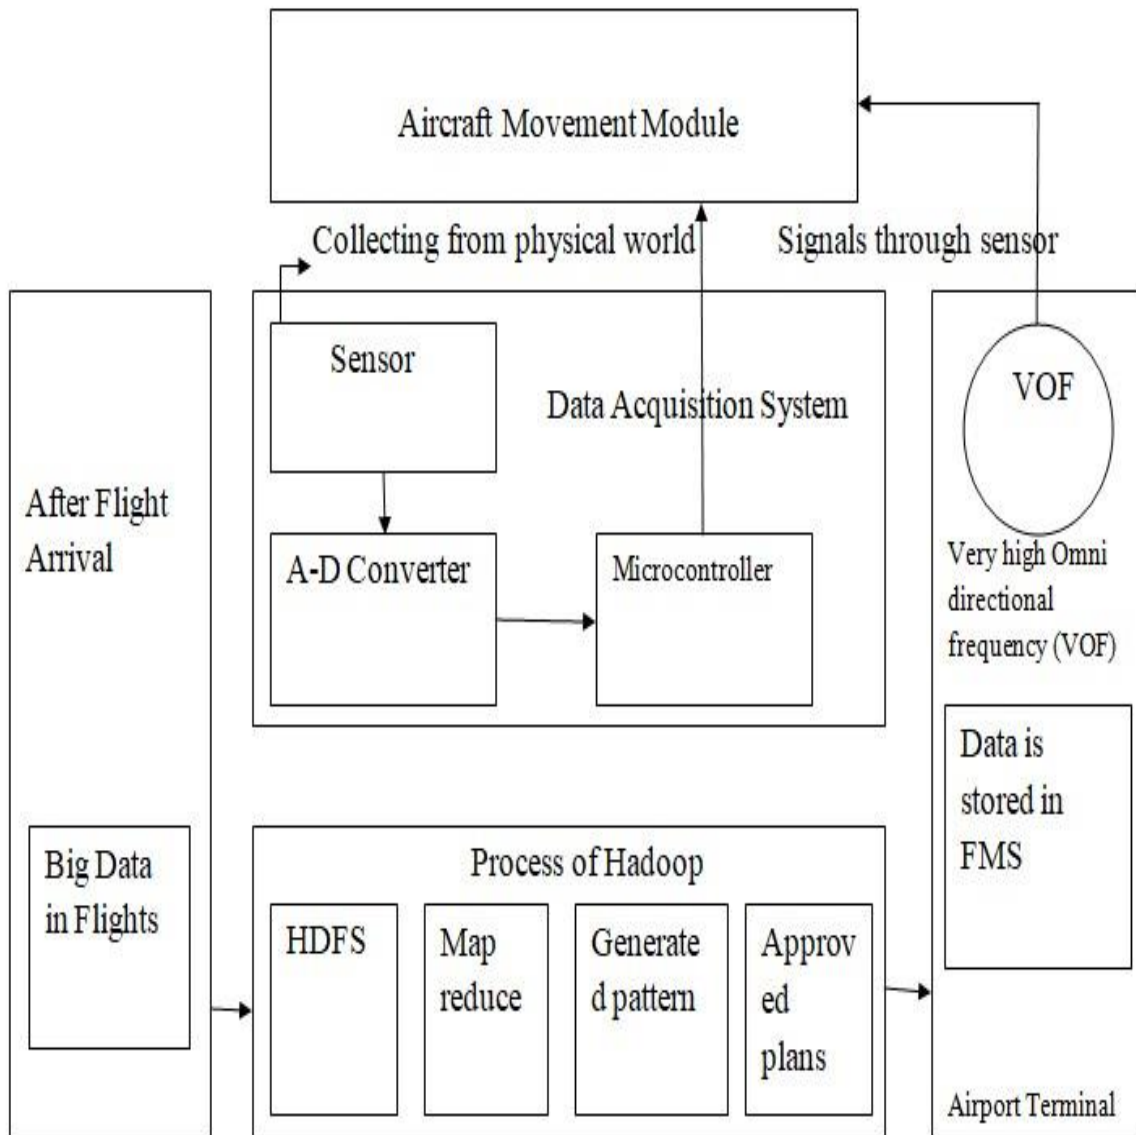 Aircraft Movement Module
Collecting from physical world
Signals through sensor
Sensor
Data Acquisition System
VOF
After Flight
Arrival
A-D Converter
Microcontroller
Very high Omni
directional
frequency (VOF)
Data is
stored in
FMS
Big Data
in Flights
Process of Hadoop
HDFS
Map
reduce
Generate
d pattern
Approv
ed
plans
Airport Terminal